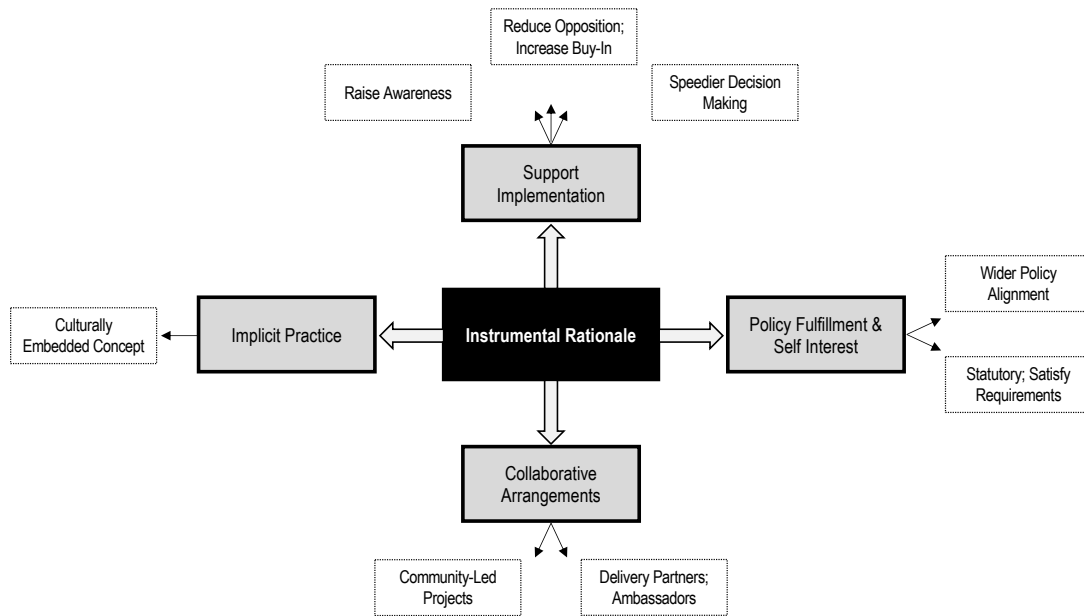 Reduce Opposition;
Increase Buy-In
Raise Awareness
Speedier Decision
Making
Support
Implementation
Wider Policy
Alignment
Culturally
Embedded Concept
Implicit Practice
Instrumental Rationale
Policy Fulfillment &
Self Interest
Statutory; Satisfy
Requirements
Collaborative
Arrangements
Community-Led
Projects
Delivery Partners;
Ambassadors